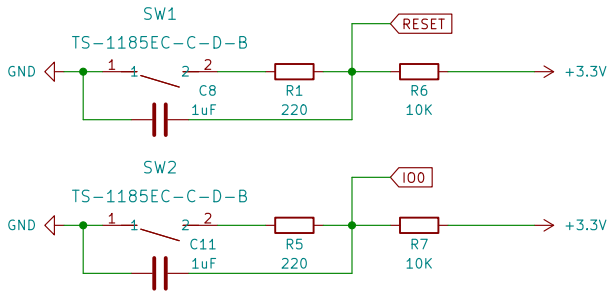 SW1
TS-1185EC-C-D-B
RESET
GND 1 1 2 2 +3.3V
C8 R1 R6
1uF 220 10K
SW2
TS-1185EC-C-D-B
IO0
GND 1 1 2 2 +3.3V
C11 R5 R7
1uF 220 10K